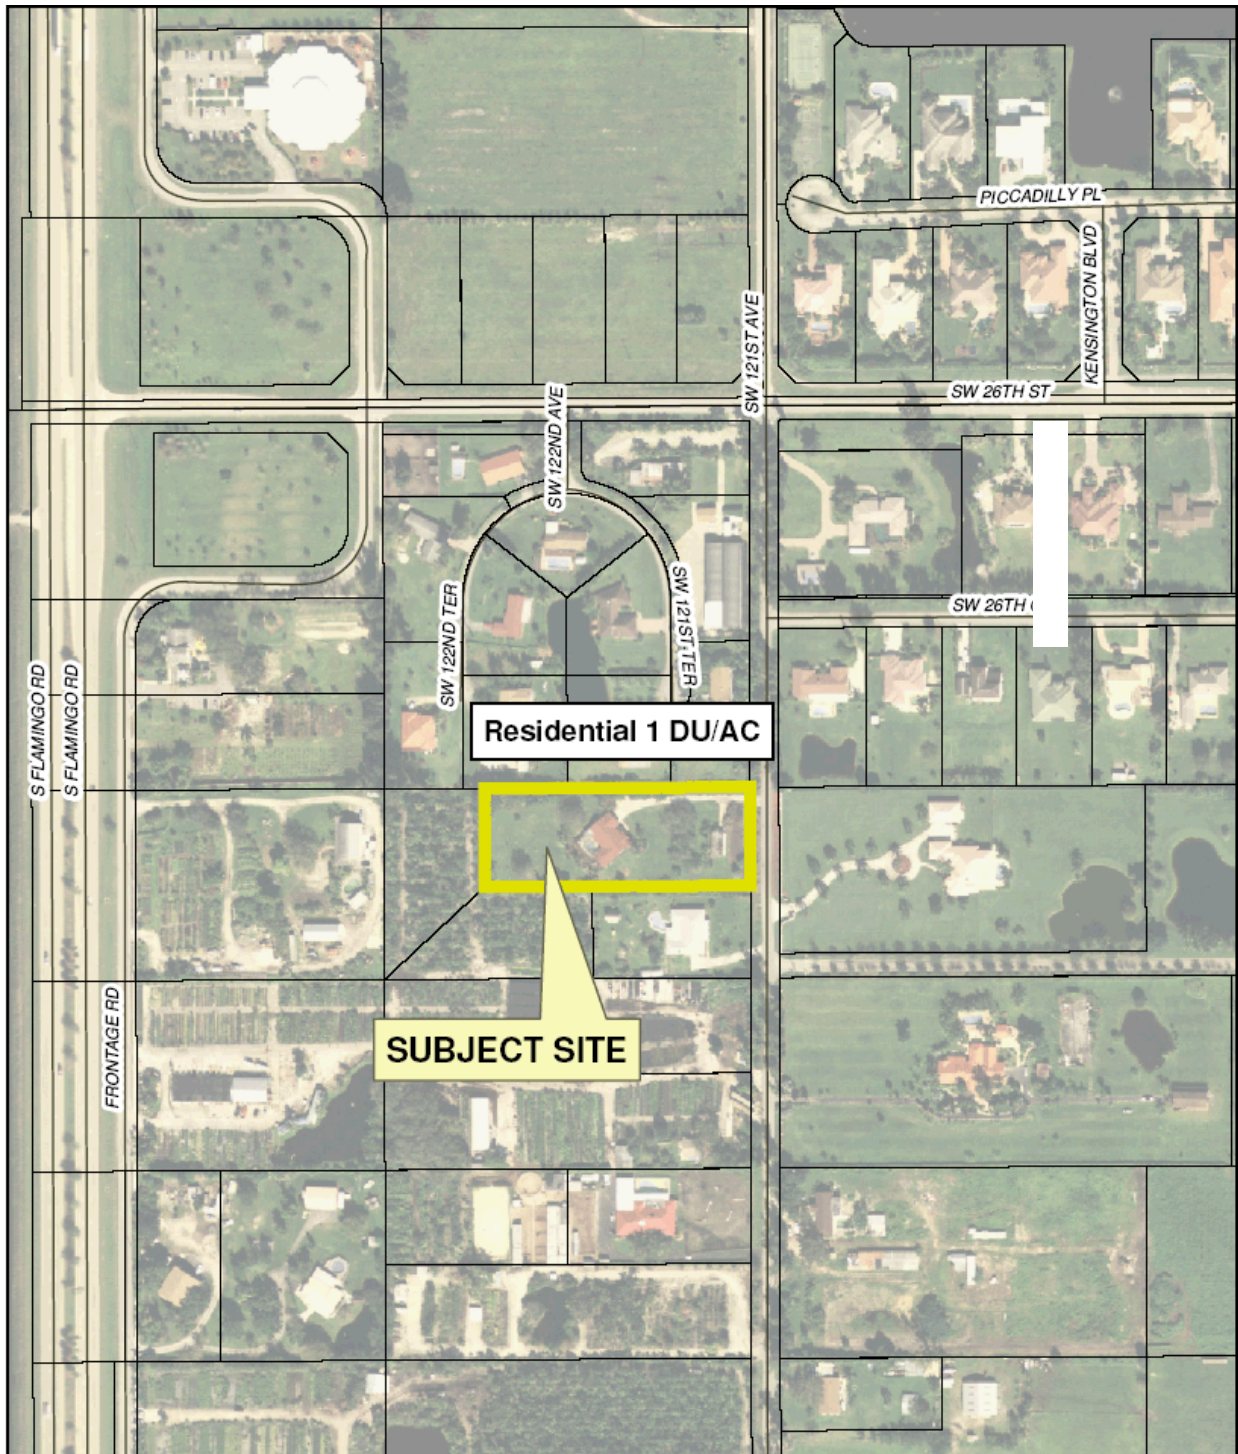 PICCADILLY PL
KENSINGTON BLVD
SW 121ST AVE
SW 26TH ST
SW 122ND AVE
SW 122ND TER
SW 121ST TER
SW 26TH
S FLAMINGO RD
S FLAMINGO RD
Residential 1 DU/AC
SUBJECT SITE
FRONTAGE RD